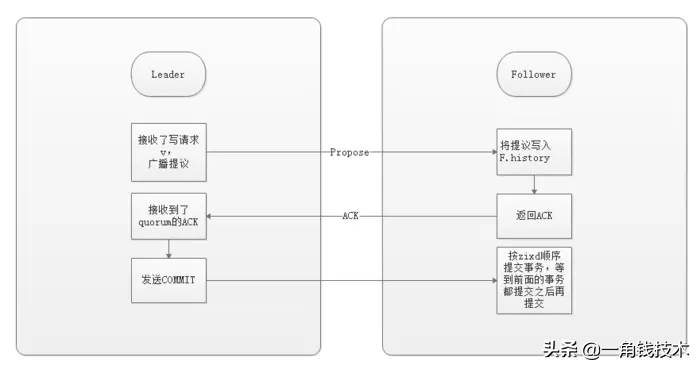 Leader
Follower
接收了写请求
v,
广播提议
Propose
将提议写入
F.history
接收到了
quorum的ACK
ACK
返回ACK
发送COMMIT
按zixd顺序
提交事务，等
到前面的事务
都提交之后再
提交
头条 @一角钱技术